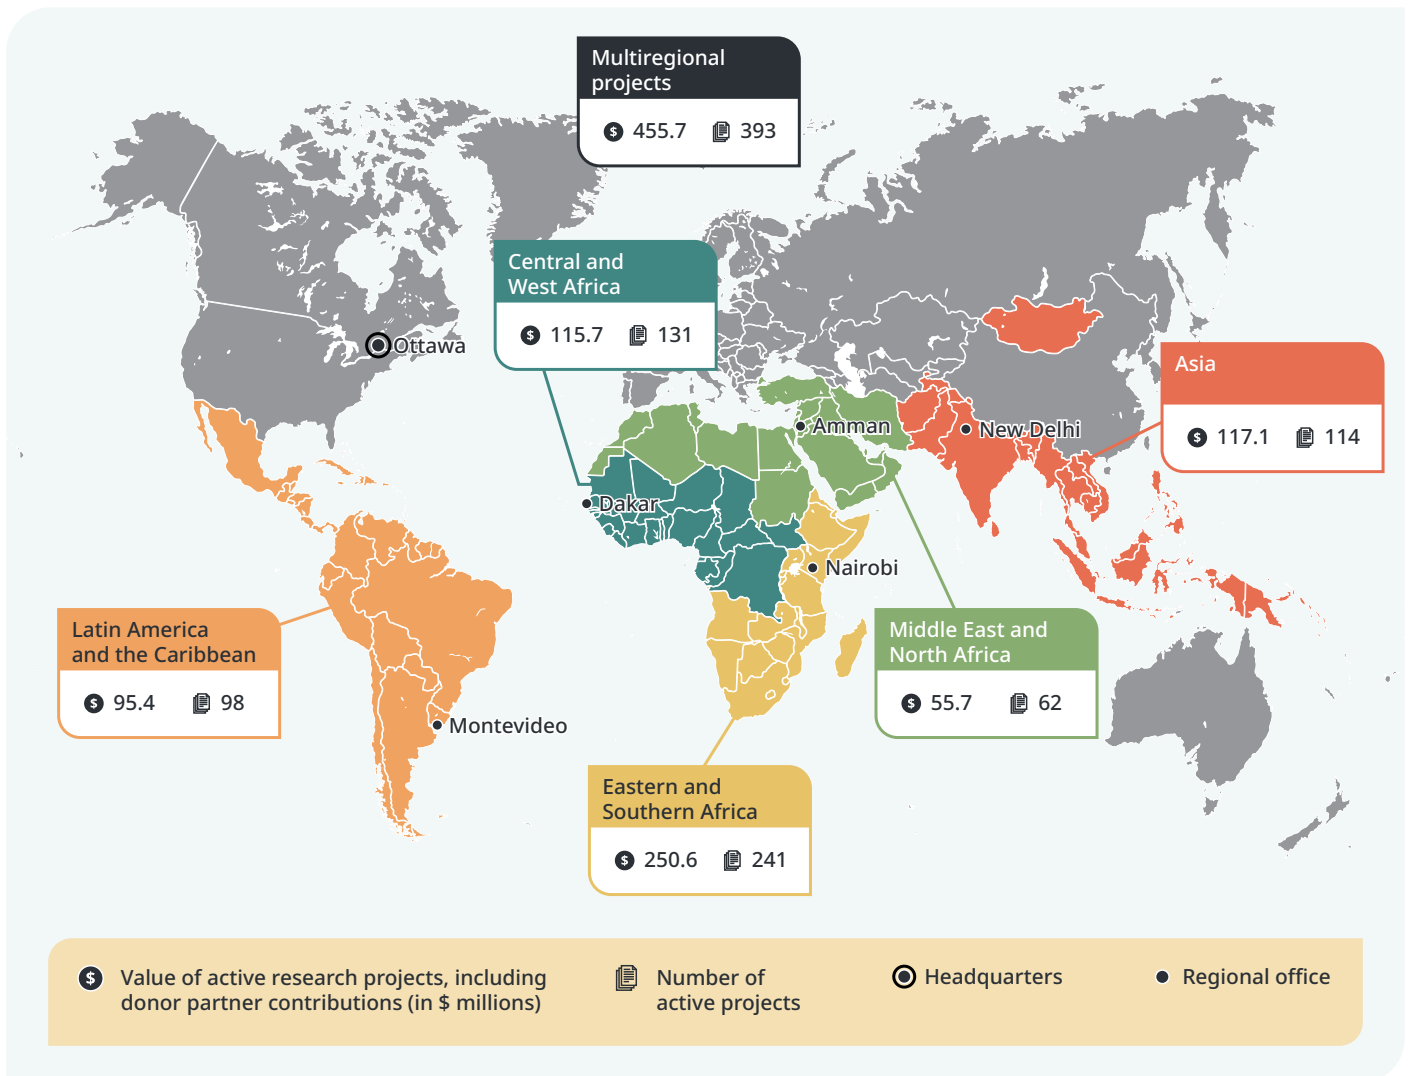 Multiregional
projects
$ 455.7 393
Central and
West Africa
$ 115.7 131
Ottawa
Asia
$ 117.1 114
Amman
New Delhi
Dakar
Nairobi
Latin America
and the Caribbean
$ 95.4 98
Middle East and
North Africa
$ 55.7 62
Montevideo
Eastern and
Southern Africa
$ 250.6 241
$ Value of active research projects, including
donor partner contributions (in $ millions)
Number of
active projects
Headquarters
Regional office